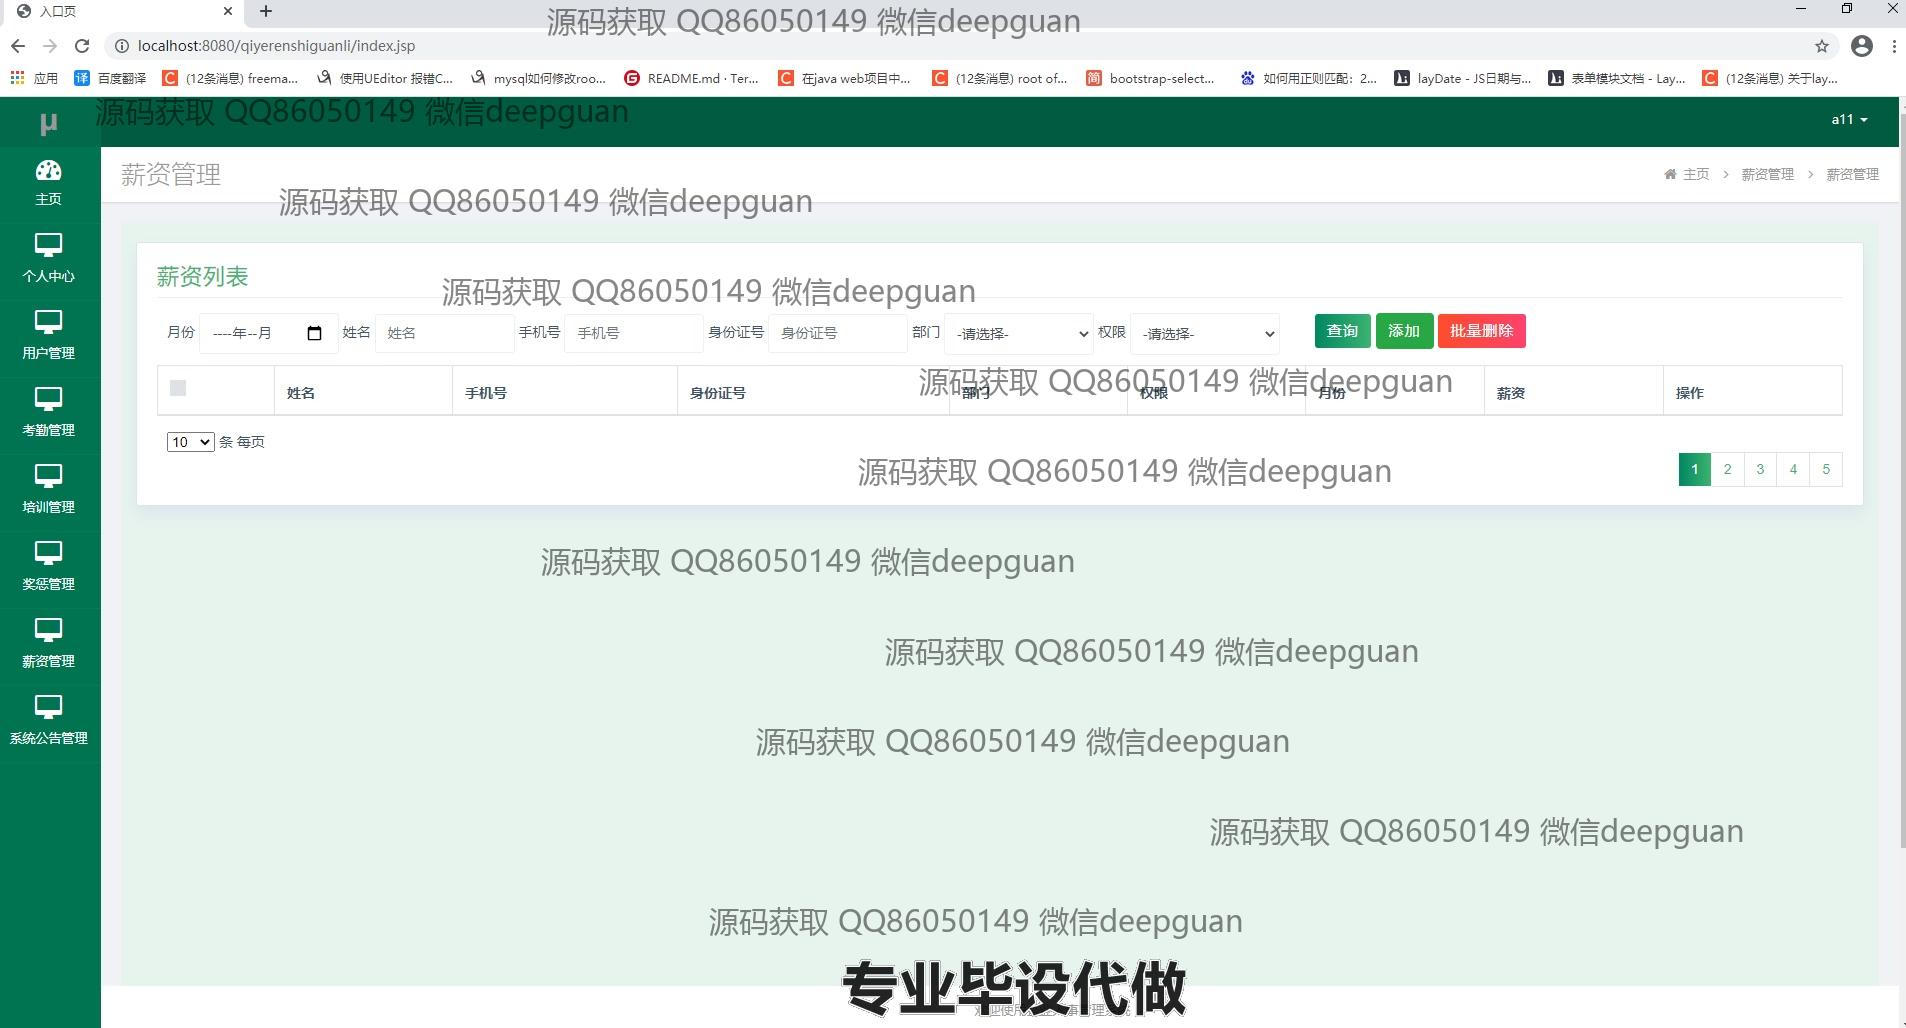 入口页
源码获取 QQ86050149 微信deepguan
localhost:8080/qiyerenshiguanli/index.jsp
应用 百度翻译 (12条消息) freema... 使用UEditor 报错C... mysql如何修改roo... README.md · Ter... 在java web项目中... (12条消息) root of... bootstrap-select... 如何用正则匹配：2... layDate - JS日期与... 表单模块文档 - Lay... (12条消息) 关于lay...
源码获取 QQ86050149 微信deepguan
μ
a11
主页
薪资管理
主页 > 薪资管理 > 薪资管理
源码获取 QQ86050149 微信deepguan
个人中心
薪资列表
源码获取 QQ86050149 微信deepguan
月份 ----年--月 姓名 姓名 手机号 手机号 身份证号 身份证号 部门 -请选择- 权限 -请选择- 查询 添加 批量删除
用户管理
源码获取 QQ86050149 微信deepguan
姓名 手机号 身份证号 部门 权限 月份 薪资 操作
考勤管理
10 条 每页
源码获取 QQ86050149 微信deepguan
1 2 3 4 5
培训管理
源码获取 QQ86050149 微信deepguan
奖惩管理
源码获取 QQ86050149 微信deepguan
薪资管理
系统公告管理
源码获取 QQ86050149 微信deepguan
源码获取 QQ86050149 微信deepguan
源码获取 QQ86050149 微信deepguan
专业毕设代做